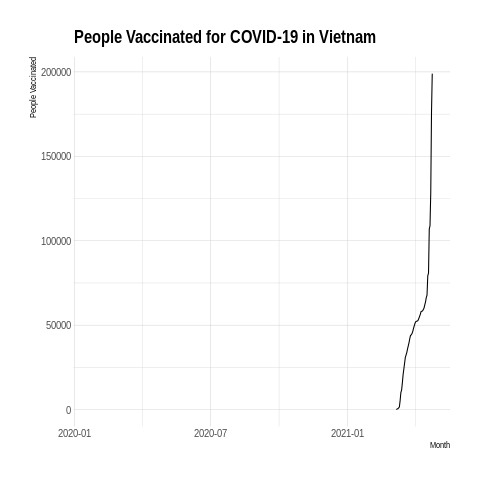 People Vaccinated for COVID-19 in Vietnam
People Vaccinated
200000
150000
100000
50000
0
2020-01
2020-07
2021-01
Month